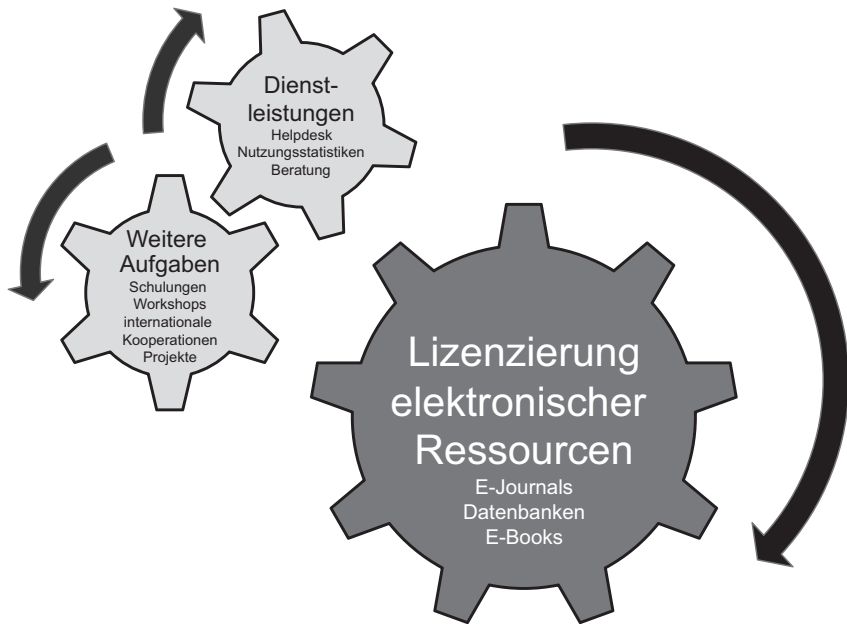 Dienst-
leistungen
Helpdesk
Nutzungsstatistiken
Beratung
Weitere
Aufgaben
Schulungen
Workshops
internationale
Kooperationen
Projekte
Lizenzierung
elektronischer
Ressourcen
E-Journals
Datenbanken
E-Books